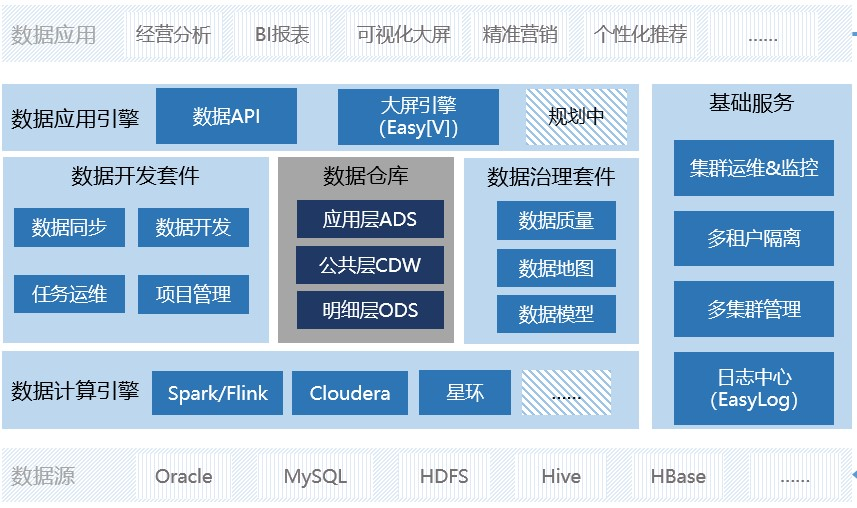 数据应用
经营分析
BI报表
可视化大屏
精准营销
个性化推荐
......
数据应用引擎
数据API
大屏引擎
(Easy[V])
规划中
数据开发套件
数据同步
数据开发
任务运维
项目管理
数据仓库
应用层ADS
公共层CDW
明细层ODS
数据治理套件
数据质量
数据地图
数据模型
数据计算引擎
Spark/Flink
Cloudera
星环
......
基础服务
集群运维&监控
多租户隔离
多集群管理
日志中心
(EasyLog)
数据源
Oracle
MySQL
HDFS
Hive
HBase
......